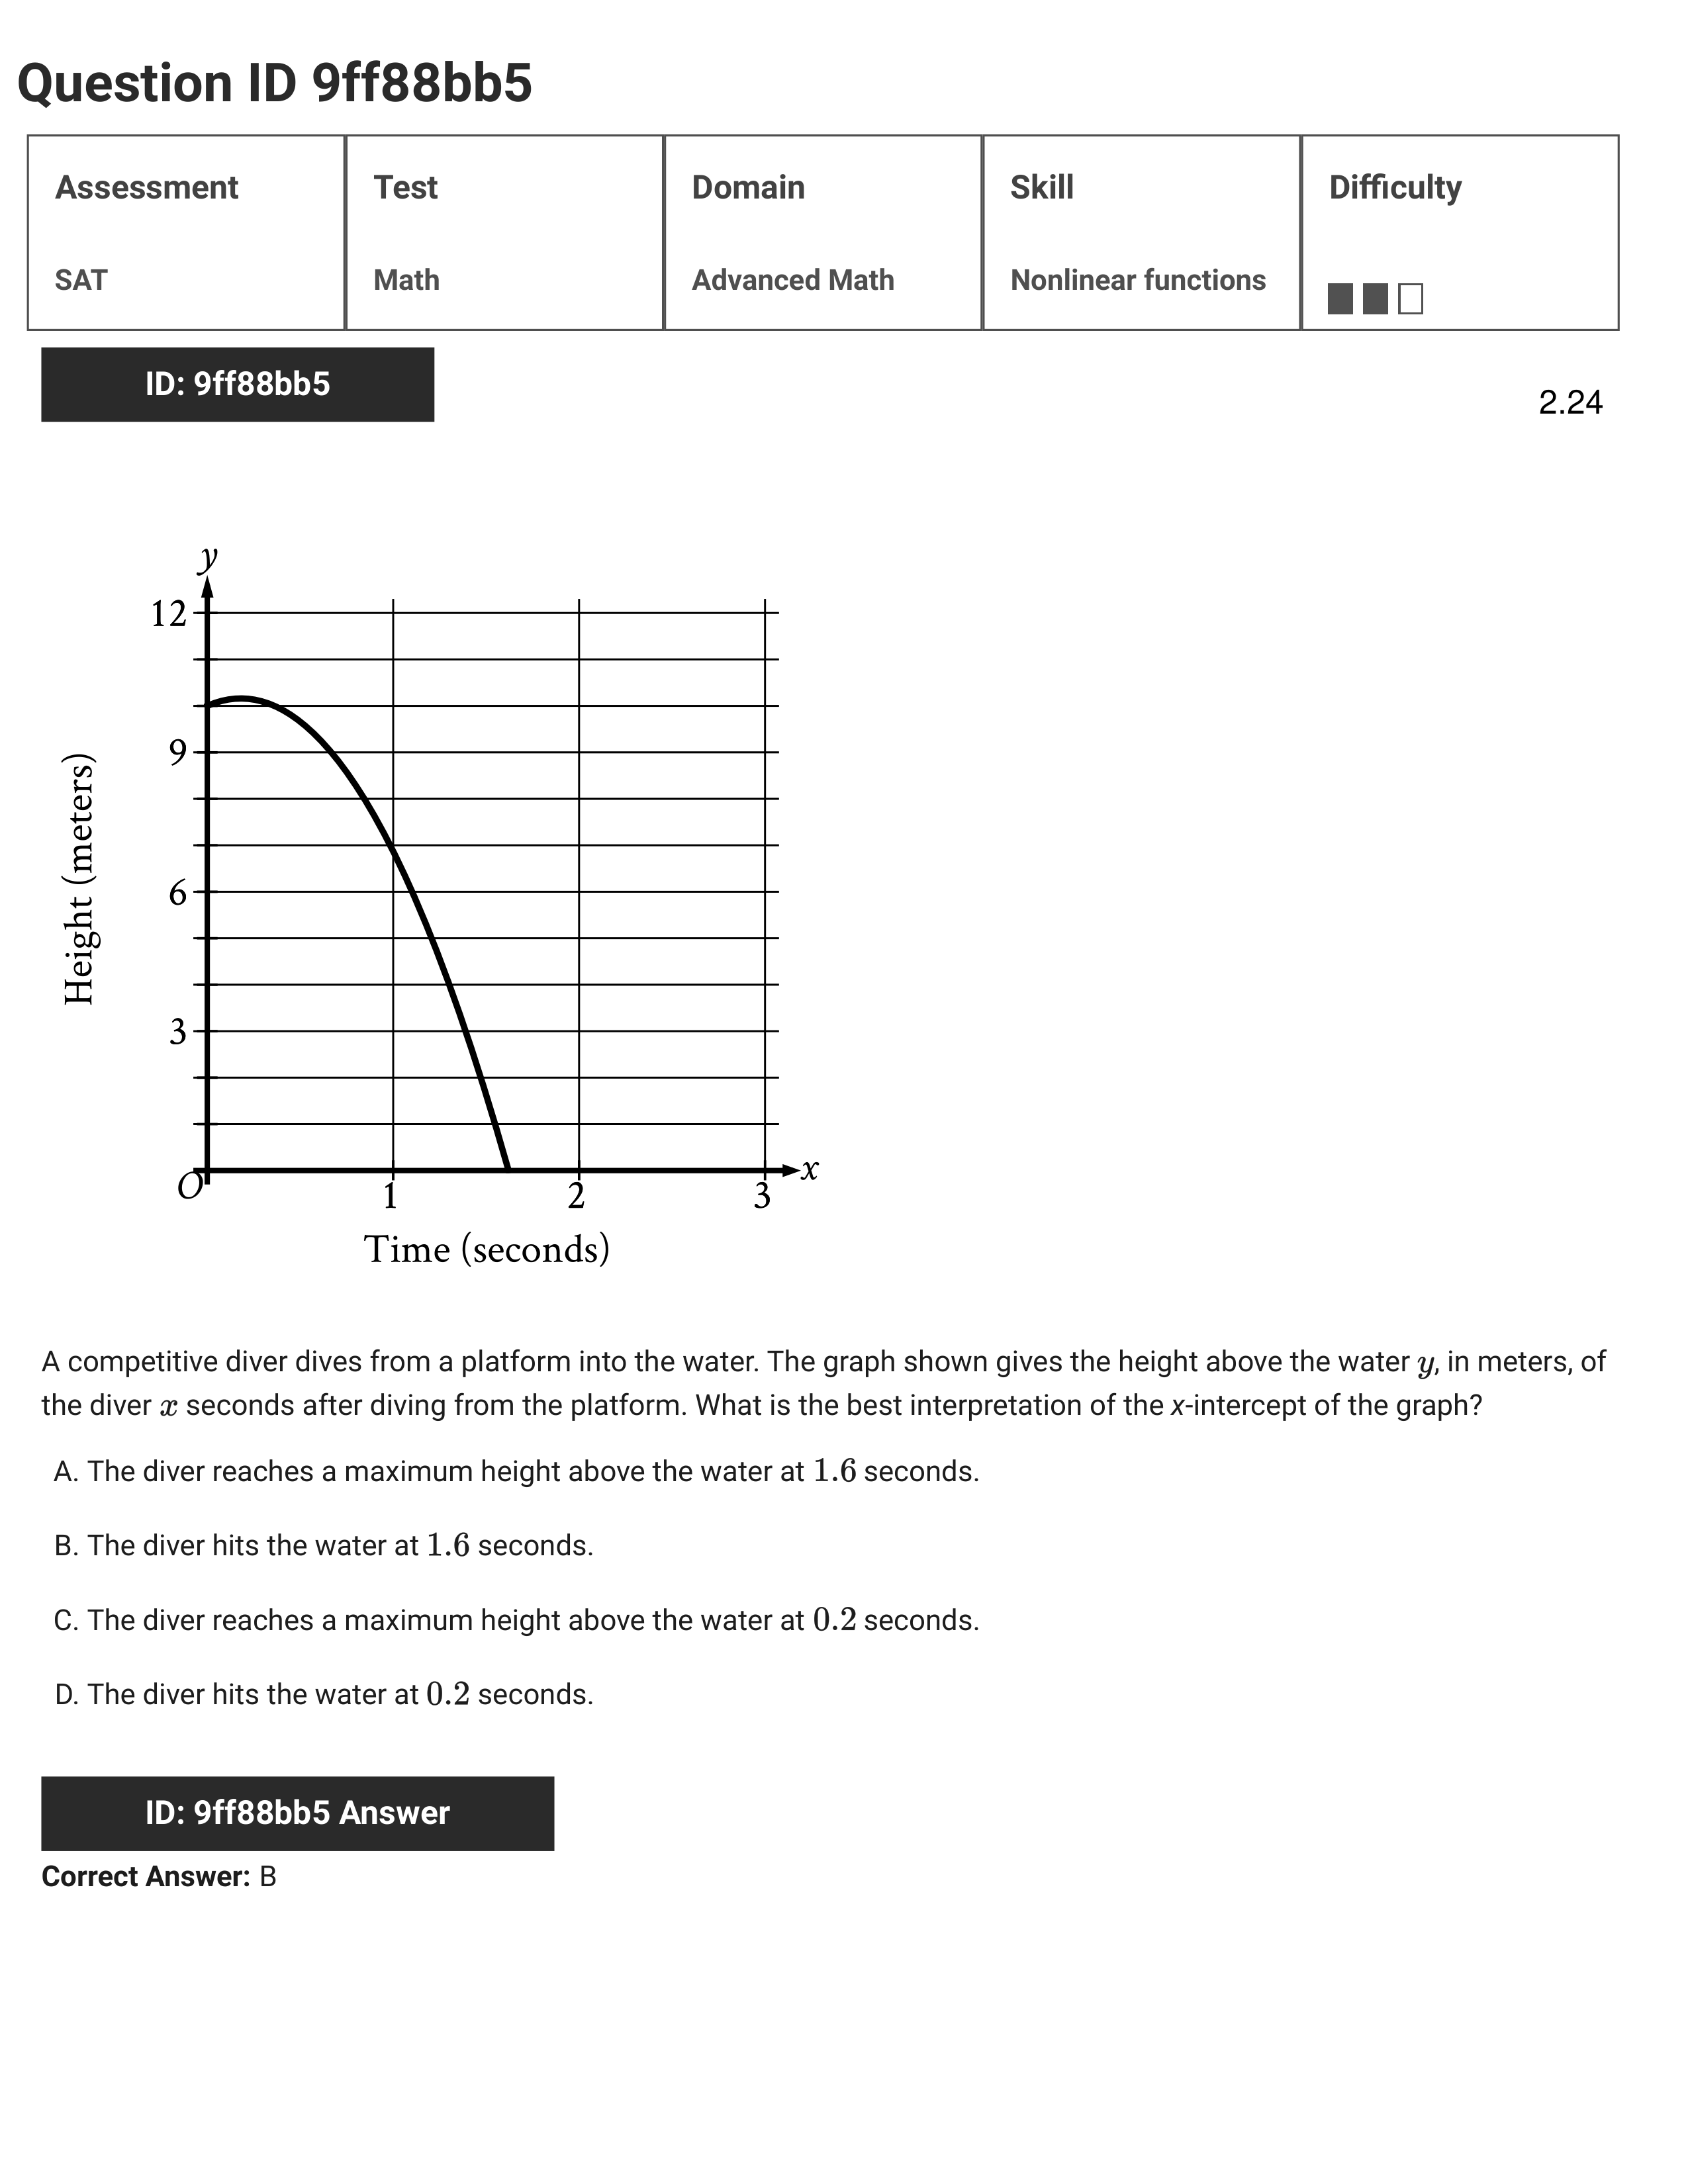 Question ID 9ff88bb5
Assessment Test Domain Skill Difficulty
SAT Math Advanced Math Nonlinear functions
ID: 9ff88bb5
2.24
y
12
9
6
3
O
1 2 3
x
Height (meters)
Time (seconds)
A competitive diver dives from a platform into the water. The graph shown gives the height above the water y, in meters, of
the diver x seconds after diving from the platform. What is the best interpretation of the x-intercept of the graph?
A. The diver reaches a maximum height above the water at 1.6 seconds.
B. The diver hits the water at 1.6 seconds.
C. The diver reaches a maximum height above the water at 0.2 seconds.
D. The diver hits the water at 0.2 seconds.
ID: 9ff88bb5 Answer
Correct Answer: B